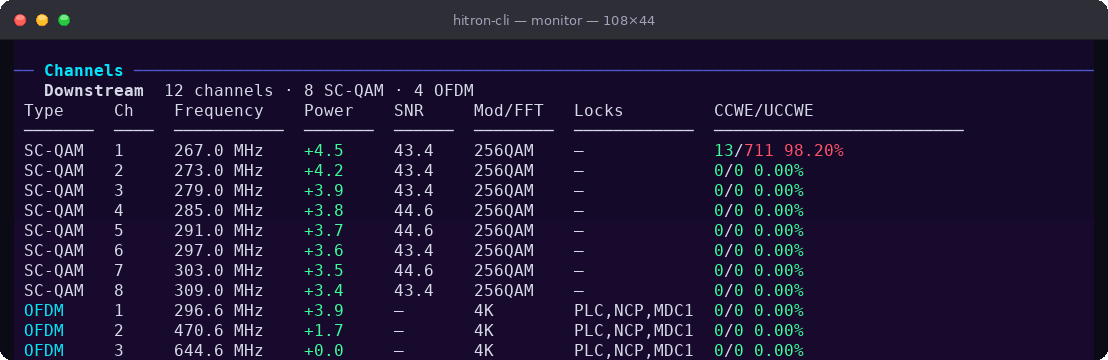 hitron-cli — monitor — 108×44
Channels
Downstream 12 channels · 8 SC-QAM · 4 OFDM
Type Ch Frequency Power SNR Mod/FFT Locks CCWE/UCCWE
SC-QAM 1 267.0 MHz +4.5 43.4 256QAM — 13/711 98.20%
SC-QAM 2 273.0 MHz +4.2 43.4 256QAM — 0/0 0.00%
SC-QAM 3 279.0 MHz +3.9 43.4 256QAM — 0/0 0.00%
SC-QAM 4 285.0 MHz +3.8 44.6 256QAM — 0/0 0.00%
SC-QAM 5 291.0 MHz +3.7 44.6 256QAM — 0/0 0.00%
SC-QAM 6 297.0 MHz +3.6 43.4 256QAM — 0/0 0.00%
SC-QAM 7 303.0 MHz +3.5 44.6 256QAM — 0/0 0.00%
SC-QAM 8 309.0 MHz +3.4 43.4 256QAM — 0/0 0.00%
OFDM 1 296.6 MHz +3.9 — 4K PLC,NCP,MDC1 0/0 0.00%
OFDM 2 470.6 MHz +1.7 — 4K PLC,NCP,MDC1 0/0 0.00%
OFDM 3 644.6 MHz +0.0 — 4K PLC,NCP,MDC1 0/0 0.00%